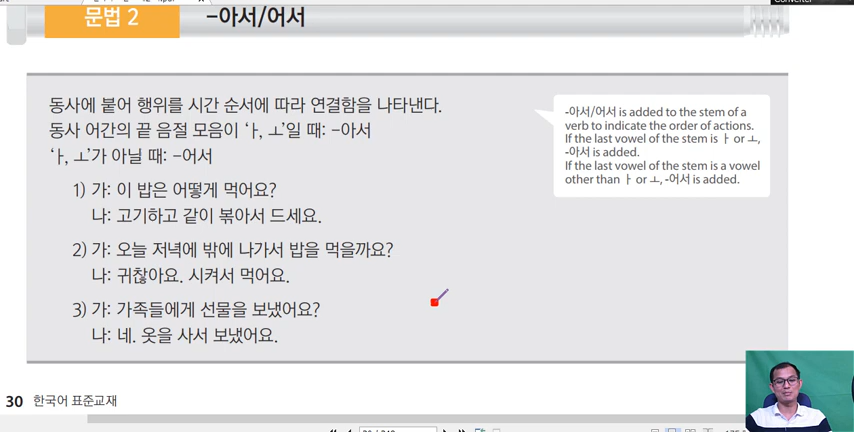 Converter
문법 2
-아서/어서
동사에 붙어 행위를 시간 순서에 따라 연결함을 나타낸다.
동사 어간의 끝 음절 모음이 ‘ㅏ, ㅗ’일 때: -아서
‘ㅏ, ㅗ’가 아닐 때: -어서
1) 가: 이 밥은 어떻게 먹어요?
나: 고기하고 같이 볶아서 드세요.
2) 가: 오늘 저녁에 밖에 나가서 밥을 먹을까요?
나: 귀찮아요. 시켜서 먹어요.
3) 가: 가족들에게 선물을 보냈어요?
나: 네. 옷을 사서 보냈어요.
-아서/어서 is added to the stem of a
verb to indicate the order of actions.
If the last vowel of the stem is ㅏ or ㅗ,
-아서 is added.
If the last vowel of the stem is a vowel
other than ㅏ or ㅗ, -어서 is added.
30 한국어 표준교재